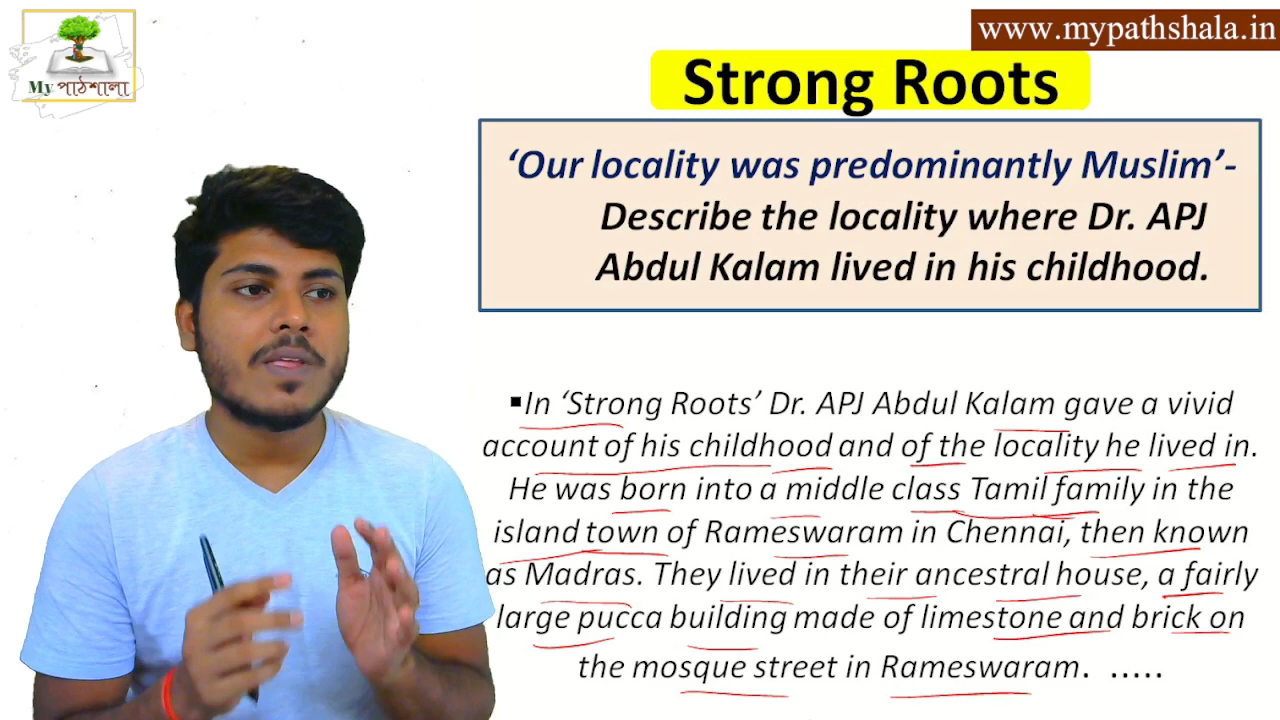 My পাঠশালা
www.mypathshala.in
Strong Roots
‘Our locality was predominantly Muslim’-
Describe the locality where Dr. APJ
Abdul Kalam lived in his childhood.
▪In ‘Strong Roots’ Dr. APJ Abdul Kalam gave a vivid
account of his childhood and of the locality he lived in.
He was born into a middle class Tamil family in the
island town of Rameswaram in Chennai, then known
as Madras. They lived in their ancestral house, a fairly
large pucca building made of limestone and brick on
the mosque street in Rameswaram. .....